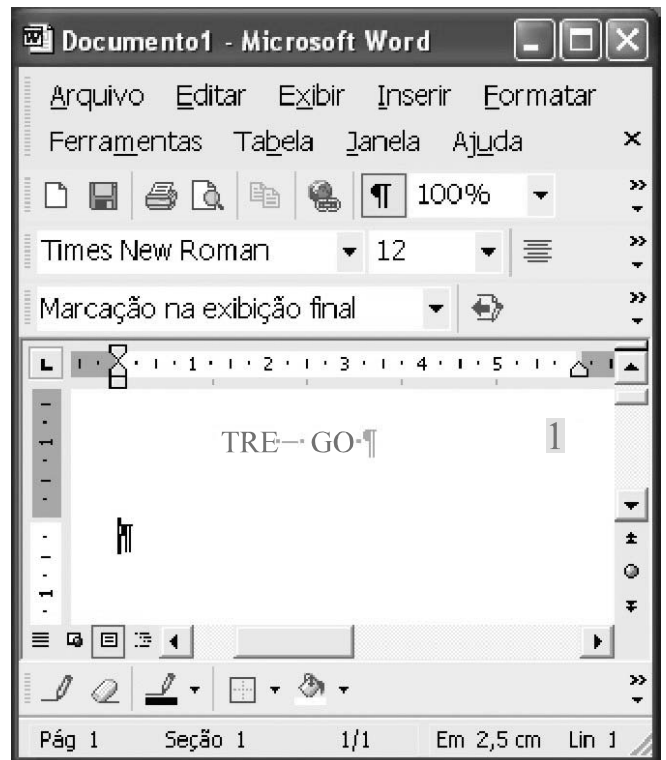 Documento1 - Microsoft Word
Arquivo Editar Exibir Inserir Formatar
Ferramentas Tabela Janela Ajuda
¶ 100%
Times New Roman 12
Marcação na exibição final
L 1 2 3 4 5
TRE – GO ¶ 1
¶
Pág 1 Seção 1 1/1 Em 2,5 cm Lin 1